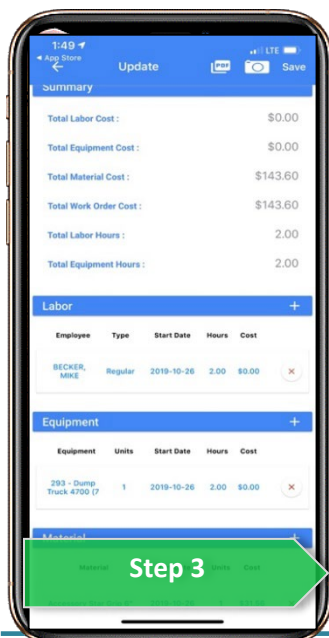 1:49
LTE
App Store
Update
PDF
Save
Summary
Total Labor Cost : $0.00
Total Equipment Cost : $0.00
Total Material Cost : $143.60
Total Work Order Cost : $143.60
Total Labor Hours : 2.00
Total Equipment Hours : 2.00
Labor +
Employee Type Start Date Hours Cost
BECKER, MIKE Regular 2019-10-26 2.00 $0.00 ×
Equipment +
Equipment Units Start Date Hours Cost
293 - Dump Truck 4700 (7 1 2019-10-26 2.00 $0.00 ×
Material +
Step 3
Material Units Cost